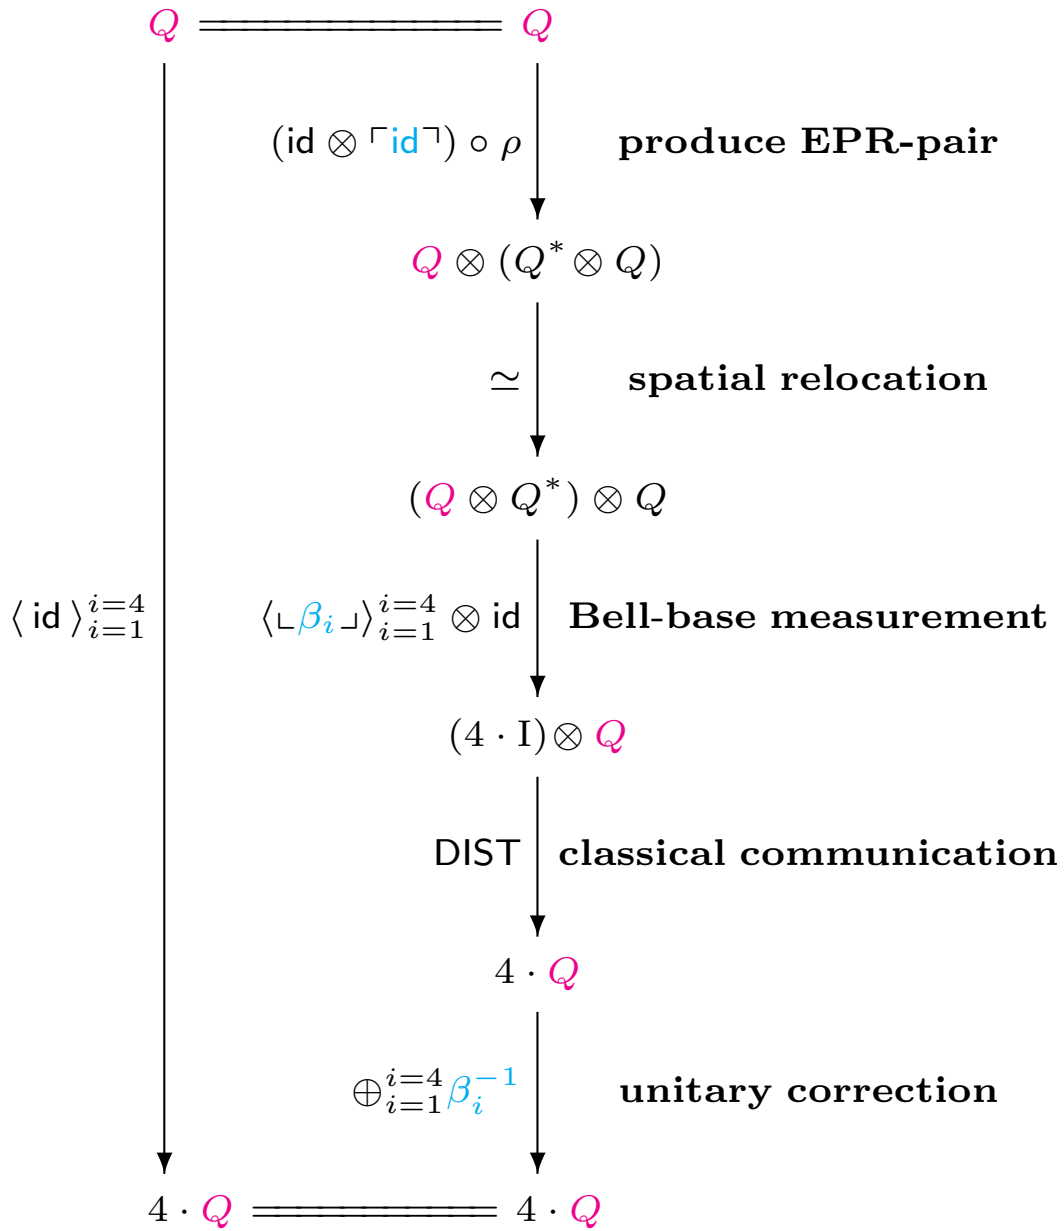 Q Q
(id ⊗ ⌜id⌝) ∘ ρ produce EPR-pair
Q ⊗ (Q* ⊗ Q)
≃ spatial relocation
(Q ⊗ Q*) ⊗ Q
⟨ id ⟩_{i=1}^{i=4} ⟨⌞β_i⌟⟩_{i=1}^{i=4} ⊗ id Bell-base measurement
(4 · I) ⊗ Q
DIST classical communication
4 · Q
⊕_{i=1}^{i=4} β_i^{-1} unitary correction
4 · Q 4 · Q